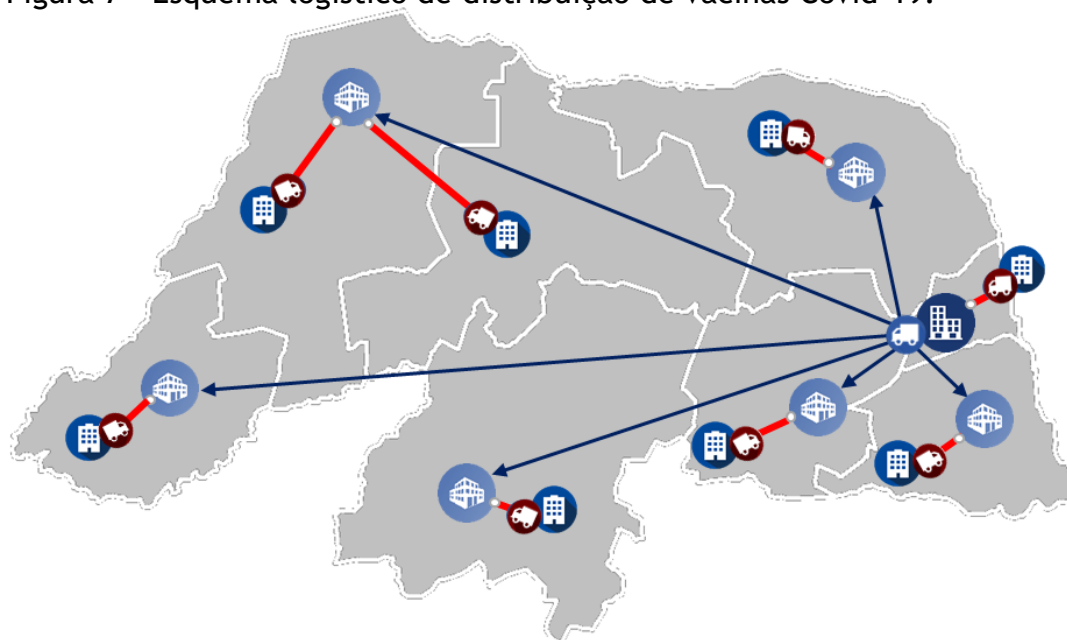 Figura 7 – Esquema logístico de distribuição de vacinas Covid-19.